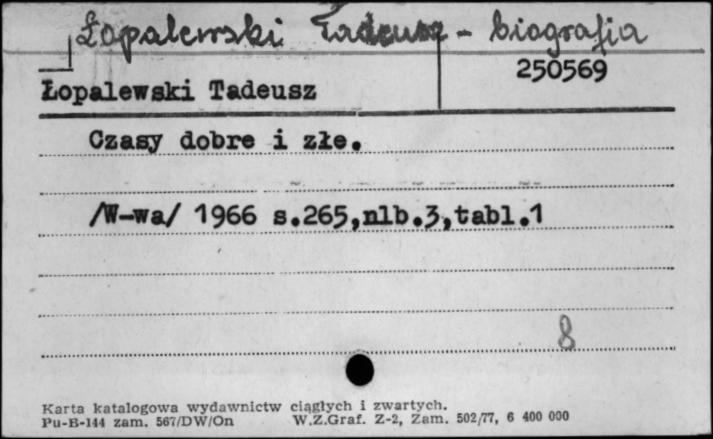 Łopalewski Tadeusz - biografia
250569
Łopalewski Tadeusz
Czasy dobre i złe.
/W-wa/ 1966 s.265,nlb.3,tabl.1
8
Karta katalogowa wydawnictw ciągłych i zwartych.
Pu-B-144 zam. 567/DW/On W.Z.Graf. Z-2, Zam. 502/77, 6 400 000